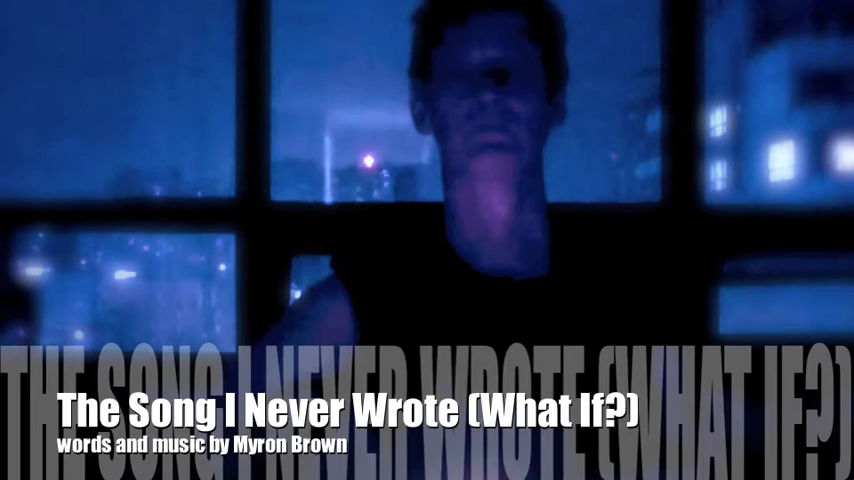 THE SONG I NEVER WROTE (WHAT IF?)
The Song I Never Wrote (What If?)
words and music by Myron Brown